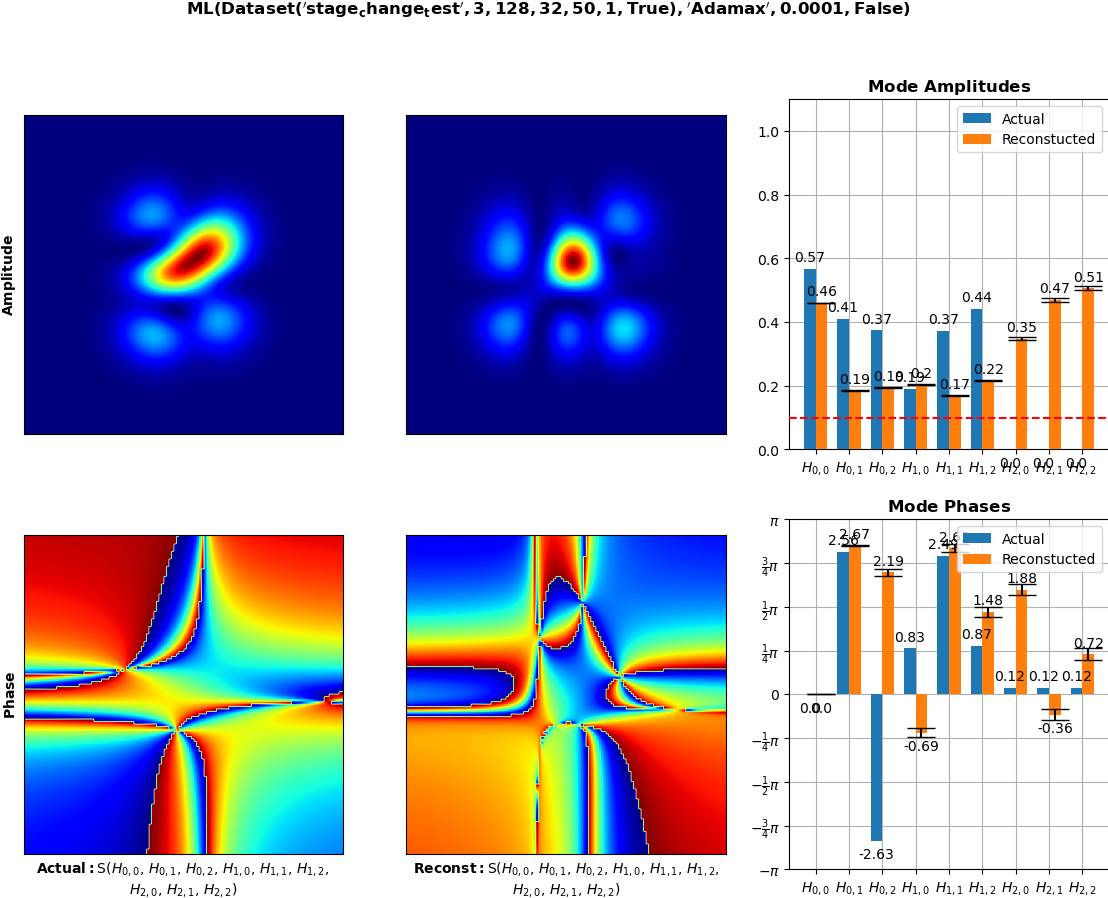 ML(Dataset('stage_change_test', 3, 128, 32, 50, 1, True), 'Adamax', 0.0001, False)
Amplitude
Mode Amplitudes
Actual
Reconstucted
1.0
0.8
0.6
0.4
0.2
0.0
0.57
0.46
0.41
0.19
0.37
0.19
0.19
0.2
0.37
0.17
0.44
0.22
0.0
0.35
0.0
0.47
0.0
0.51
H0,0 H0,1 H0,2 H1,0 H1,1 H1,2 H2,0 H2,1 H2,2
Phase
Mode Phases
Actual
Reconstucted
π
3/4π
1/2π
1/4π
0
−1/4π
−1/2π
−3/4π
−π
0.0
0.0
2.56
2.67
-2.63
2.19
0.83
-0.69
0.87
1.48
0.12
1.88
0.12
-0.36
0.12
0.72
H0,0 H0,1 H0,2 H1,0 H1,1 H1,2 H2,0 H2,1 H2,2
Actual: S(H0,0, H0,1, H0,2, H1,0, H1,1, H1,2,
H2,0, H2,1, H2,2)
Reconst: S(H0,0, H0,1, H0,2, H1,0, H1,1, H1,2,
H2,0, H2,1, H2,2)